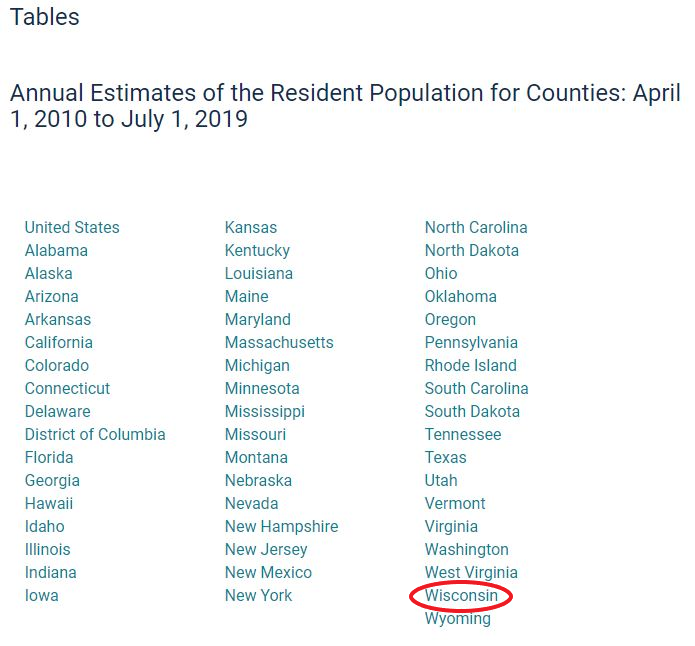 Tables
Annual Estimates of the Resident Population for Counties: April
1, 2010 to July 1, 2019
United States
Alabama
Alaska
Arizona
Arkansas
California
Colorado
Connecticut
Delaware
District of Columbia
Florida
Georgia
Hawaii
Idaho
Illinois
Indiana
Iowa
Kansas
Kentucky
Louisiana
Maine
Maryland
Massachusetts
Michigan
Minnesota
Mississippi
Missouri
Montana
Nebraska
Nevada
New Hampshire
New Jersey
New Mexico
New York
North Carolina
North Dakota
Ohio
Oklahoma
Oregon
Pennsylvania
Rhode Island
South Carolina
South Dakota
Tennessee
Texas
Utah
Vermont
Virginia
Washington
West Virginia
Wisconsin
Wyoming